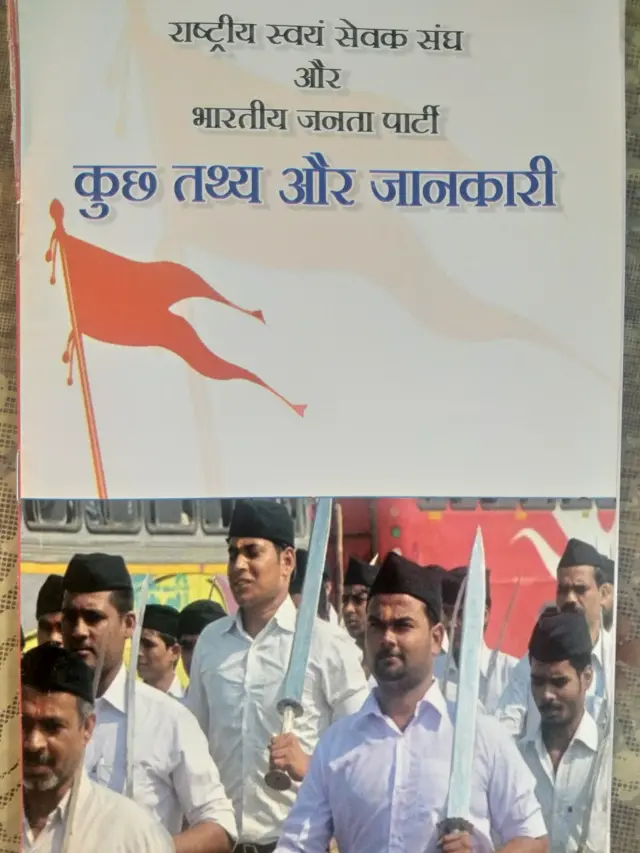 राष्ट्रीय स्वयं सेवक संघ
और
भारतीय जनता पार्टी
कुछ तथ्य और जानकारी